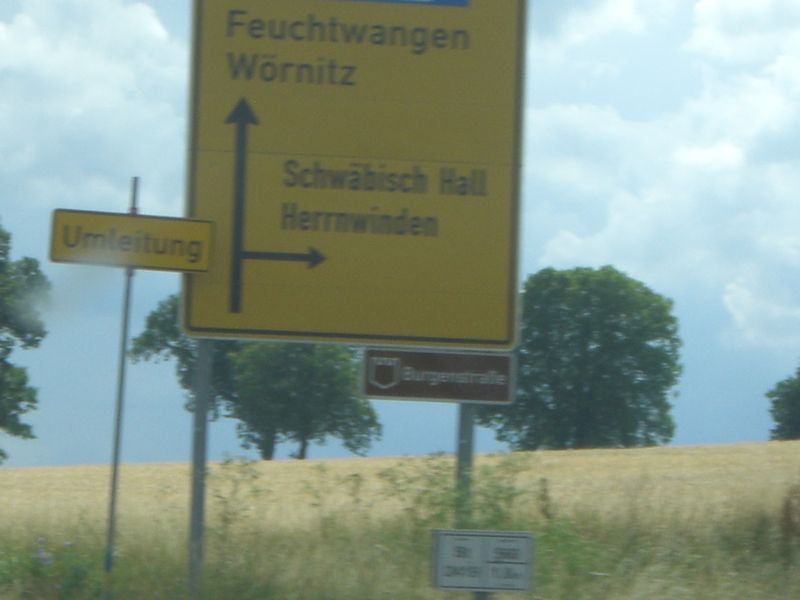 Feuchtwangen
Wörnitz
Schwäbisch Hall
Herrnwinden
Umleitung
Burgenstraße